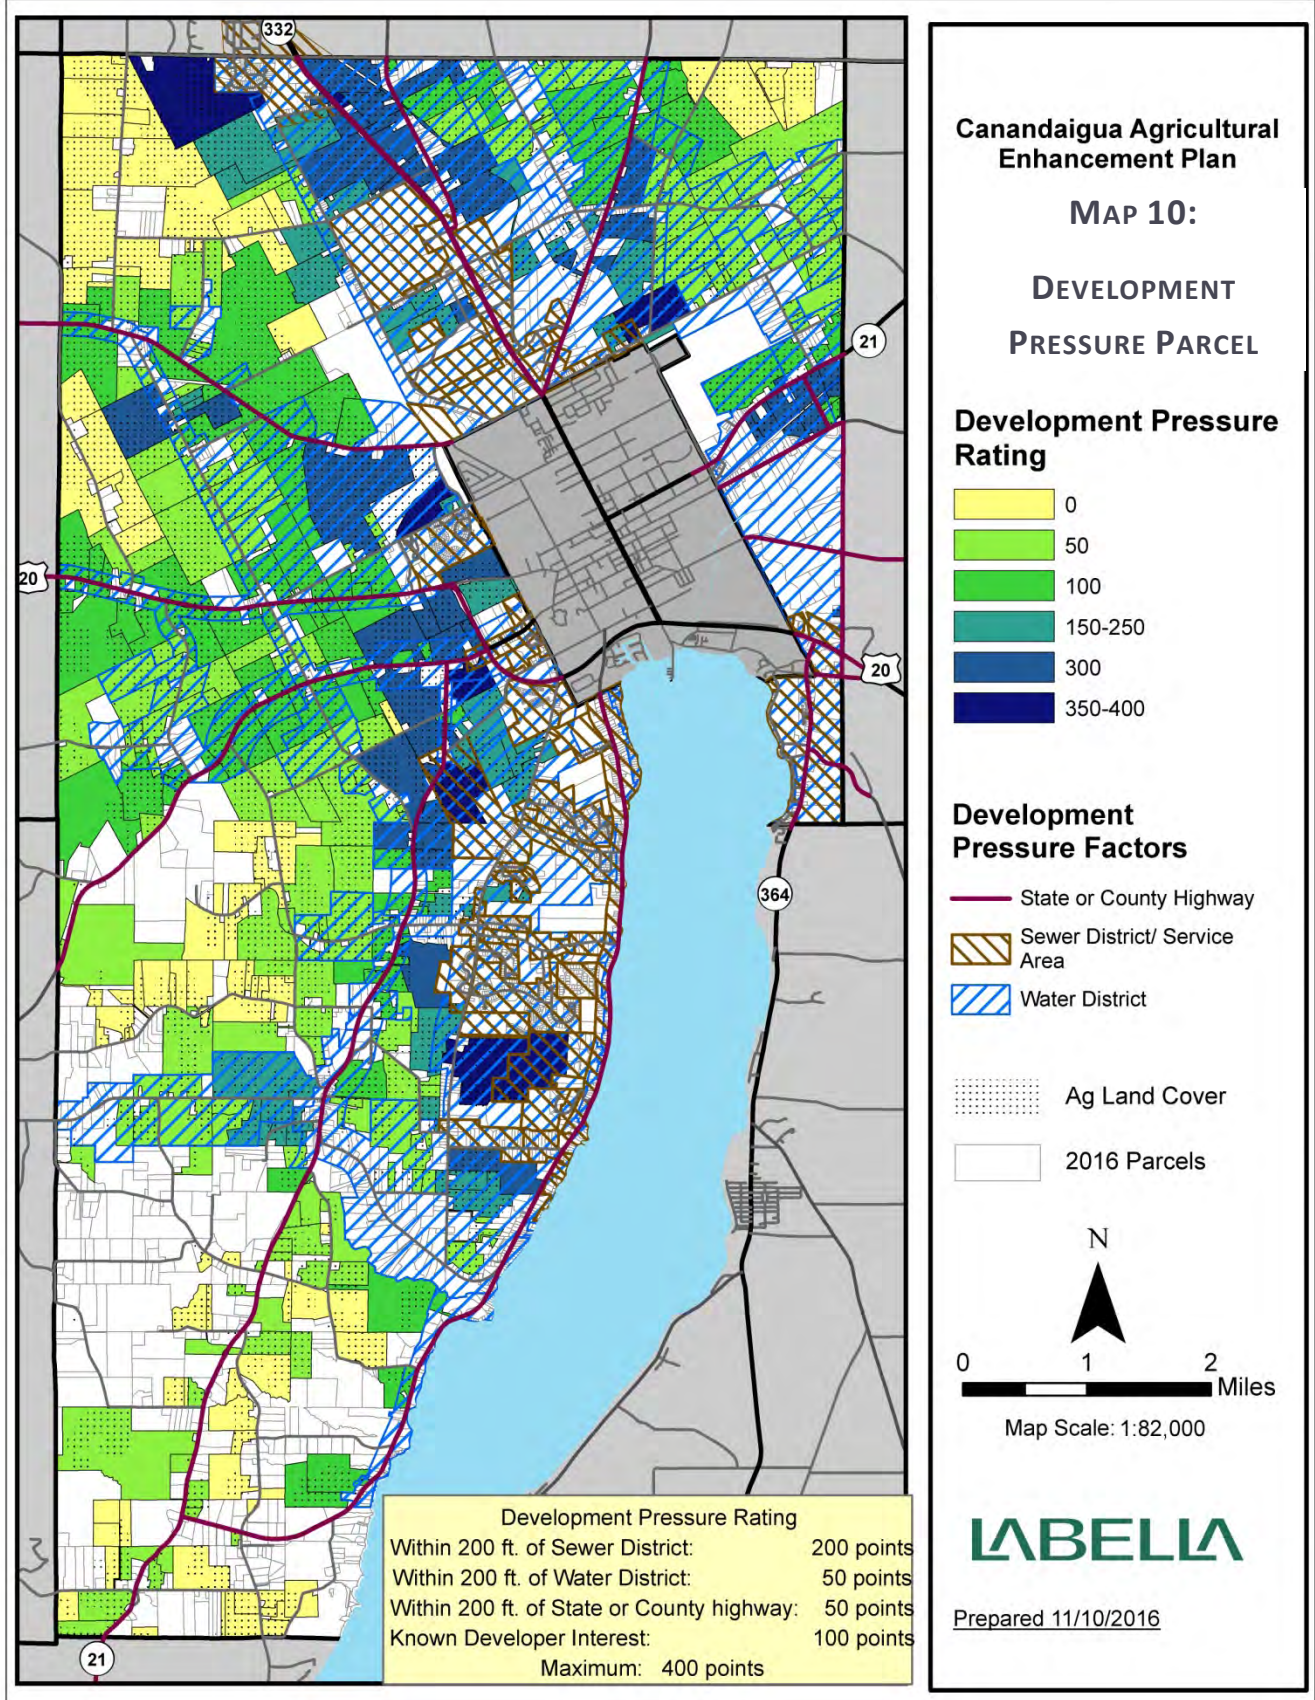 332
21
20
20
364
21
Development Pressure Rating
Within 200 ft. of Sewer District: 200 points
Within 200 ft. of Water District: 50 points
Within 200 ft. of State or County highway: 50 points
Known Developer Interest: 100 points
Maximum: 400 points
Canandaigua Agricultural
Enhancement Plan
MAP 10:
DEVELOPMENT
PRESSURE PARCEL
Development Pressure
Rating
0
50
100
150-250
300
350-400
Development
Pressure Factors
State or County Highway
Sewer District/ Service
Area
Water District
Ag Land Cover
2016 Parcels
N
0 1 2
Miles
Map Scale: 1:82,000
LABELLA
Prepared 11/10/2016